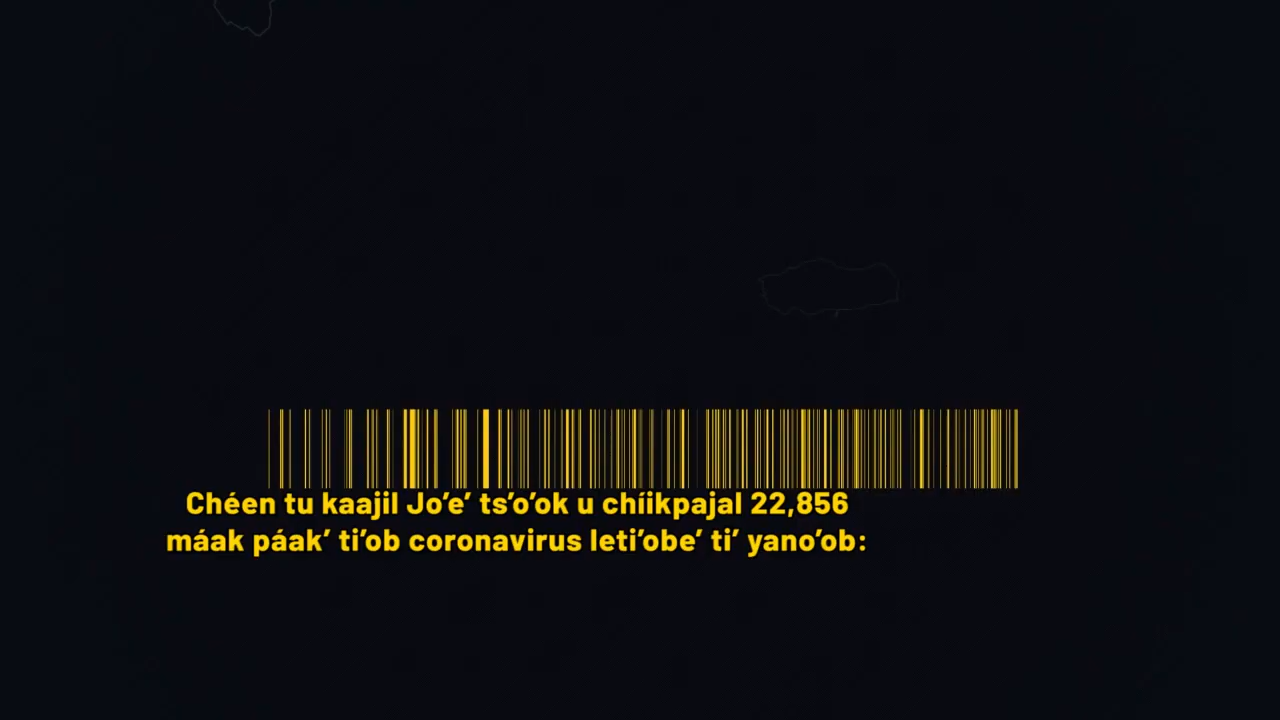 Chéen tu kaajil Jo’e’ ts’o’ok u chíikpajal 22,856
máak páak’ ti’ob coronavirus leti’obe’ ti’ yano’ob: